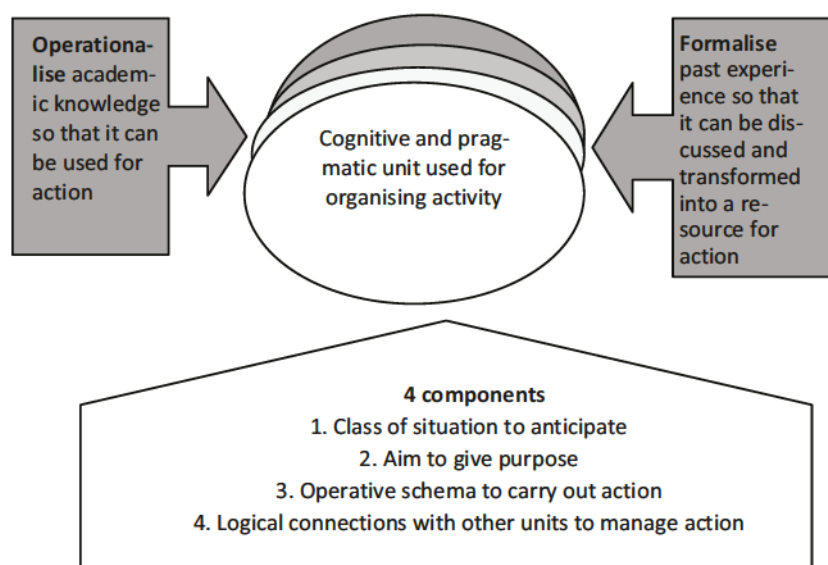 Operationa-
lise academ-
ic knowledge
so that it can
be used for
action
Cognitive and prag-
matic unit used for
organising activity
Formalise
past experi-
ence so that
it can be dis-
cussed and
transformed
into a re-
source for
action
4 components
1. Class of situation to anticipate
2. Aim to give purpose
3. Operative schema to carry out action
4. Logical connections with other units to manage action